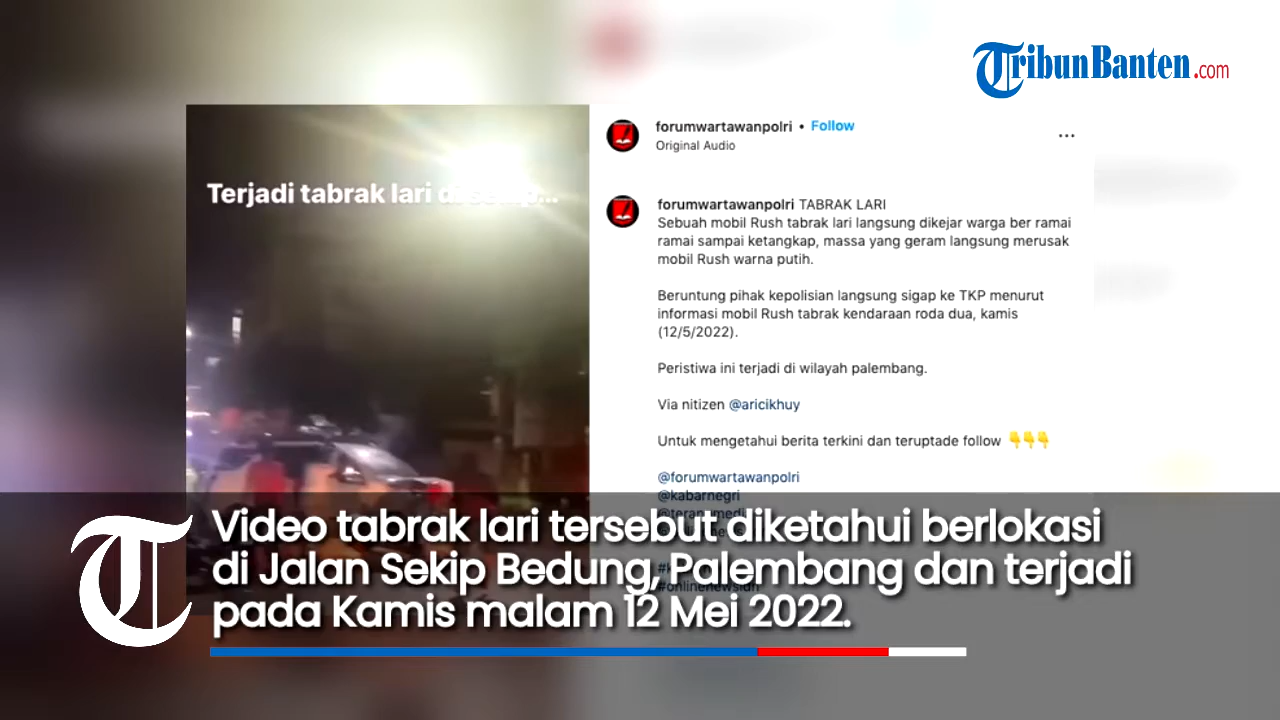 TribunBanten.com
Terjadi tabrak lari di
forumwartawanpolri • Follow
Original Audio
...
forumwartawanpolri TABRAK LARI
Sebuah mobil Rush tabrak lari langsung dikejar warga ber ramai
ramai sampai ketangkap, massa yang geram langsung merusak
mobil Rush warna putih.
Beruntung pihak kepolisian langsung sigap ke TKP menurut
informasi mobil Rush tabrak kendaraan roda dua, kamis
(12/5/2022).
Peristiwa ini terjadi di wilayah palembang.
Via nitizen @aricikhuy
Untuk mengetahui berita terkini dan teruptade follow 👇👇👇
@forumwartawanpolri
@kabarnegri
T
Video tabrak lari tersebut diketahui berlokasi
di Jalan Sekip Bedung, Palembang dan terjadi
pada Kamis malam 12 Mei 2022.